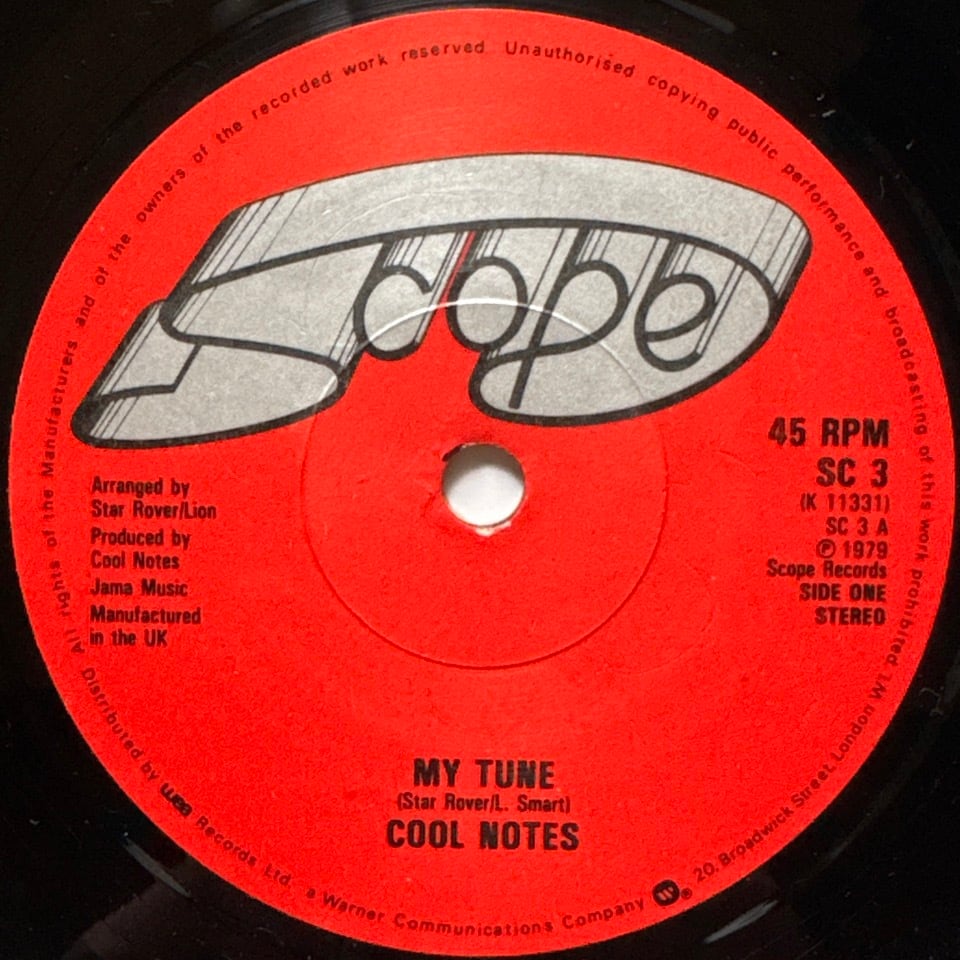 Scope
45 RPM
SC 3
(K 11331)
SC 3 A
℗ 1979
Scope Records
SIDE ONE
STEREO
Arranged by
Star Rover/Lion
Produced by
Cool Notes
Jama Music
Manufactured
in the UK
MY TUNE
(Star Rover/L. Smart)
COOL NOTES
All rights of the Manufacturers and of the owners of the recorded work reserved. Unauthorised copying public performance and broadcasting of this work prohibited.
Distributed by wea Records. Ltd. a Warner Communications Company W ® 20. Broadwick Street. London W1